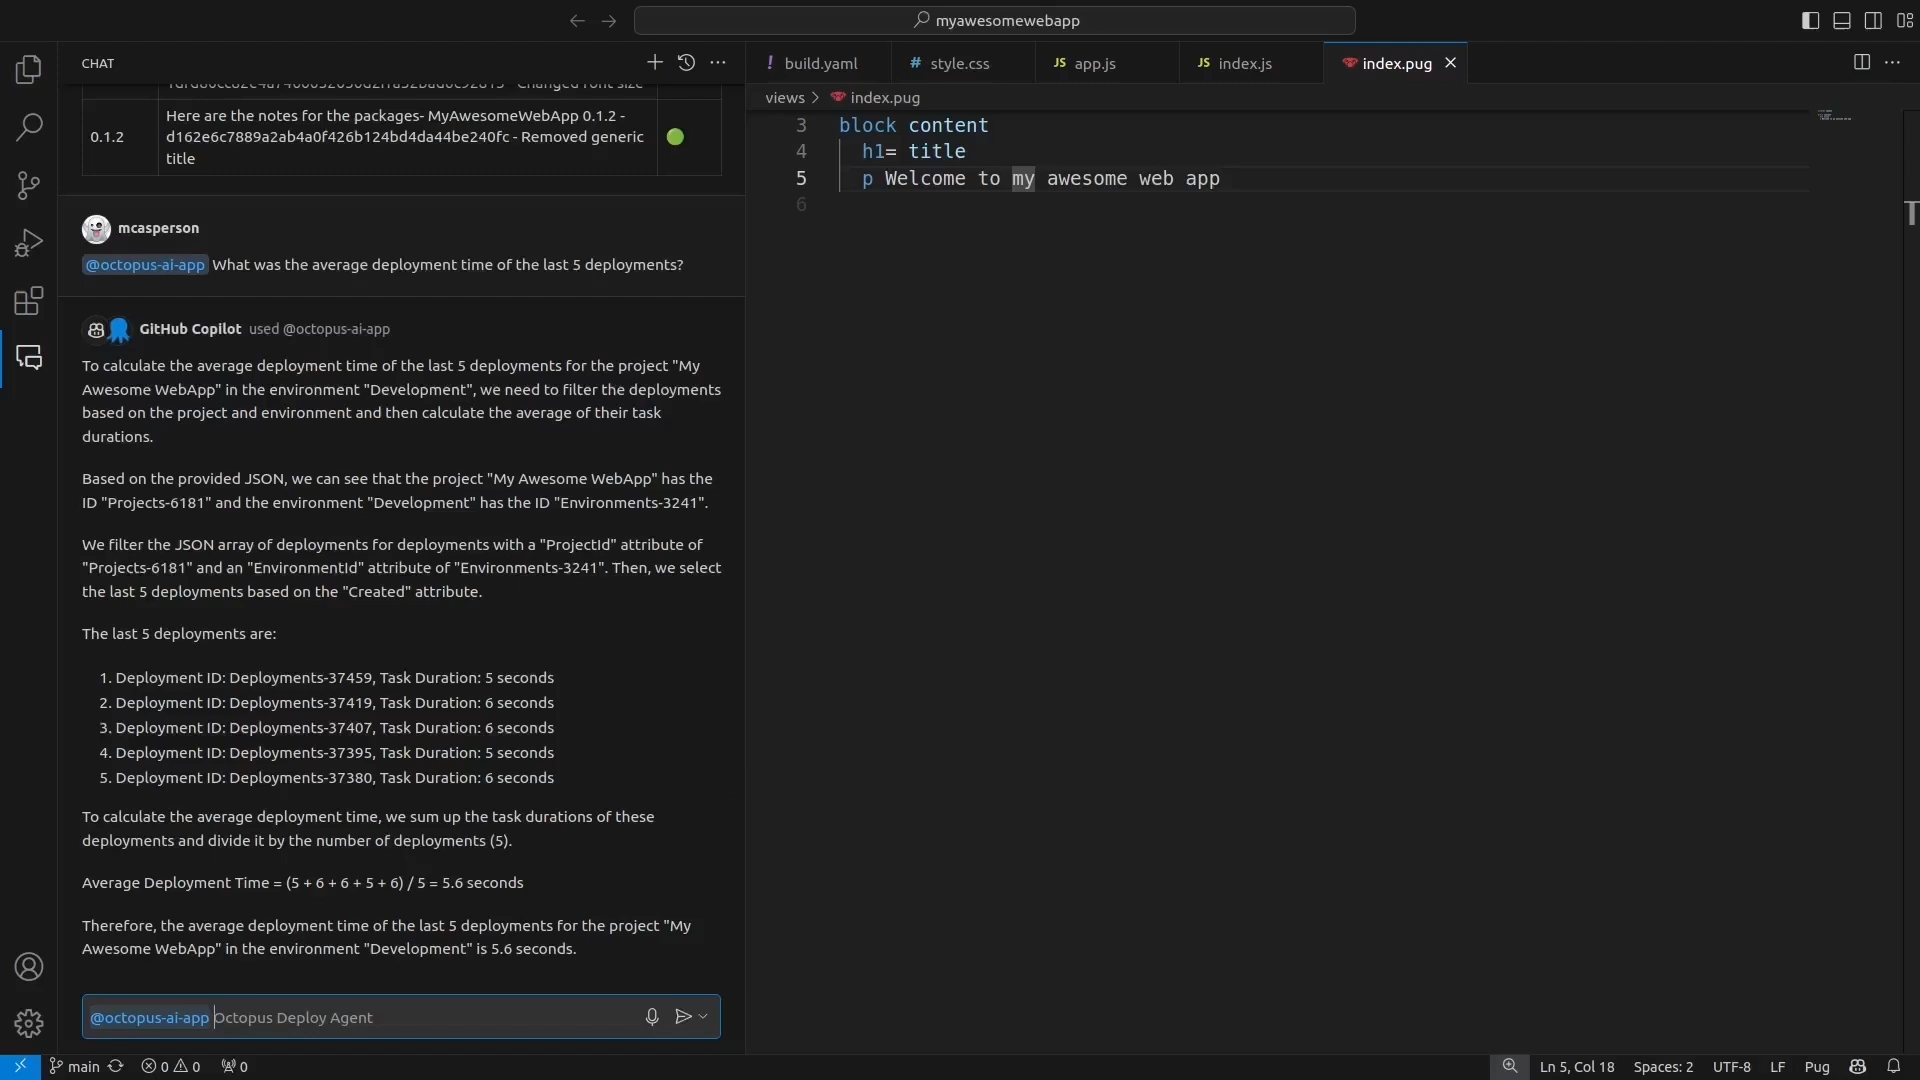 myawesomewebapp
CHAT
! build.yaml
# style.css
JS app.js
JS index.js
index.pug
views > index.pug
- Changed font size
0.1.2
Here are the notes for the packages- MyAwesomeWebApp 0.1.2 -
d162e6c7889a2ab4a0f426b124bd4da44be240fc - Removed generic
title
mcasperson
@octopus-ai-app What was the average deployment time of the last 5 deployments?
GitHub Copilot used @octopus-ai-app
To calculate the average deployment time of the last 5 deployments for the project "My
Awesome WebApp" in the environment "Development", we need to filter the deployments
based on the project and environment and then calculate the average of their task
durations.
Based on the provided JSON, we can see that the project "My Awesome WebApp" has the
ID "Projects-6181" and the environment "Development" has the ID "Environments-3241".
We filter the JSON array of deployments for deployments with a "ProjectId" attribute of
"Projects-6181" and an "EnvironmentId" attribute of "Environments-3241". Then, we select
the last 5 deployments based on the "Created" attribute.
The last 5 deployments are:
1. Deployment ID: Deployments-37459, Task Duration: 5 seconds
2. Deployment ID: Deployments-37419, Task Duration: 6 seconds
3. Deployment ID: Deployments-37407, Task Duration: 6 seconds
4. Deployment ID: Deployments-37395, Task Duration: 5 seconds
5. Deployment ID: Deployments-37380, Task Duration: 6 seconds
To calculate the average deployment time, we sum up the task durations of these
deployments and divide it by the number of deployments (5).
Average Deployment Time = (5 + 6 + 6 + 5 + 6) / 5 = 5.6 seconds
Therefore, the average deployment time of the last 5 deployments for the project "My
Awesome WebApp" in the environment "Development" is 5.6 seconds.
@octopus-ai-app Octopus Deploy Agent
3 block content
4 h1= title
5 p Welcome to my awesome web app
6
T
main
0
0
0
Ln 5, Col 18
Spaces: 2
UTF-8
LF
Pug